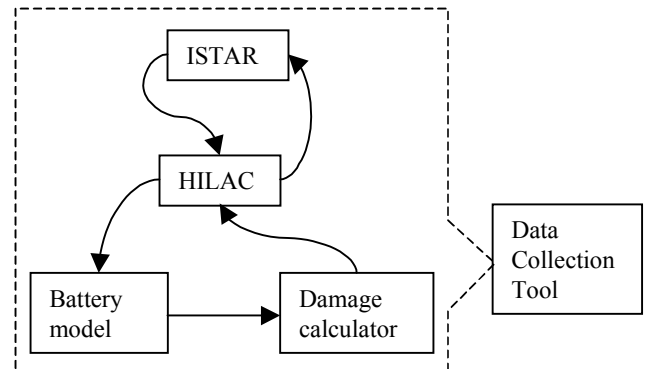 ISTAR
HILAC
Data
Collection
Tool
Battery
model
Damage
calculator